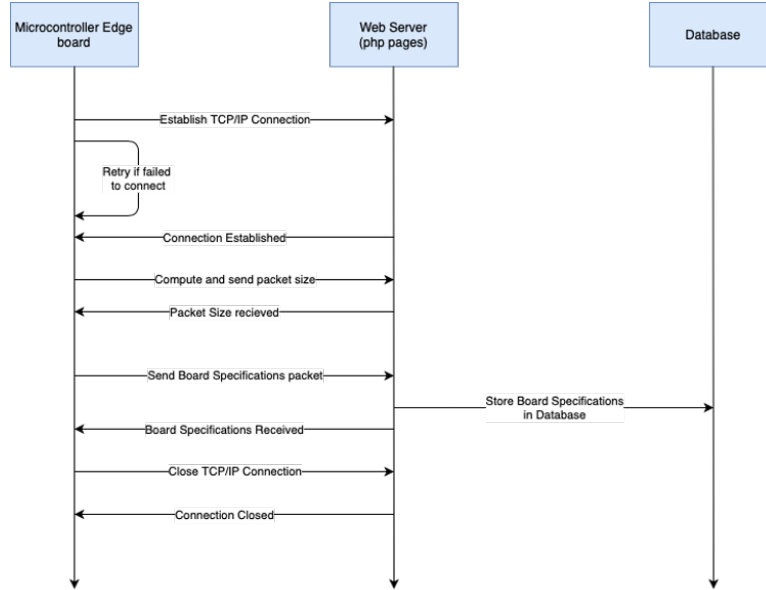 Microcontroller Edge
board
Web Server
(php pages)
Database
Establish TCP/IP Connection
Retry if failed
to connect
Connection Established
Compute and send packet size
Packet Size recieved
Send Board Specifications packet
Store Board Specifications
in Database
Board Specifications Received
Close TCP/IP Connection
Connection Closed